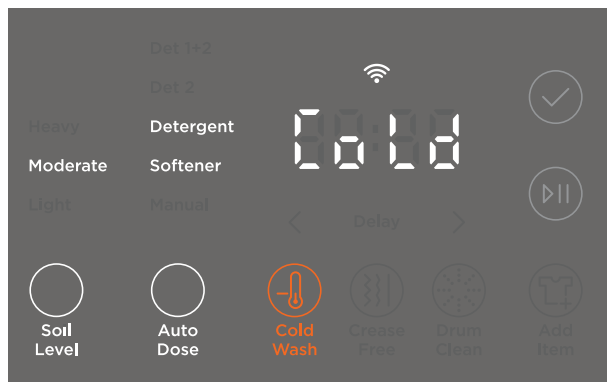 Det 1+2
Det 2
Heavy
Detergent
Moderate
Softener
Light
Manual
CoLd
Delay
Soil
Level
Auto
Dose
Cold
Wash
Crease
Free
Drum
Clean
Add
Item